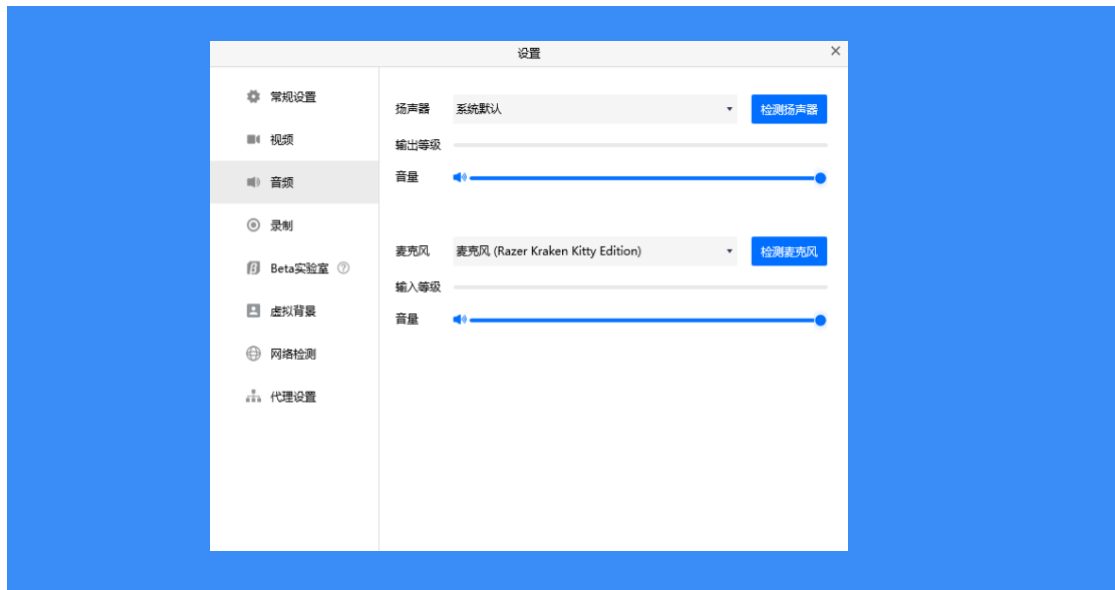 设置
常规设置
视频
音频
录制
Beta实验室
虚拟背景
网络检测
代理设置
扬声器 系统默认 检测扬声器
输出等级
音量
麦克风 麦克风 (Razer Kraken Kitty Edition) 检测麦克风
输入等级
音量